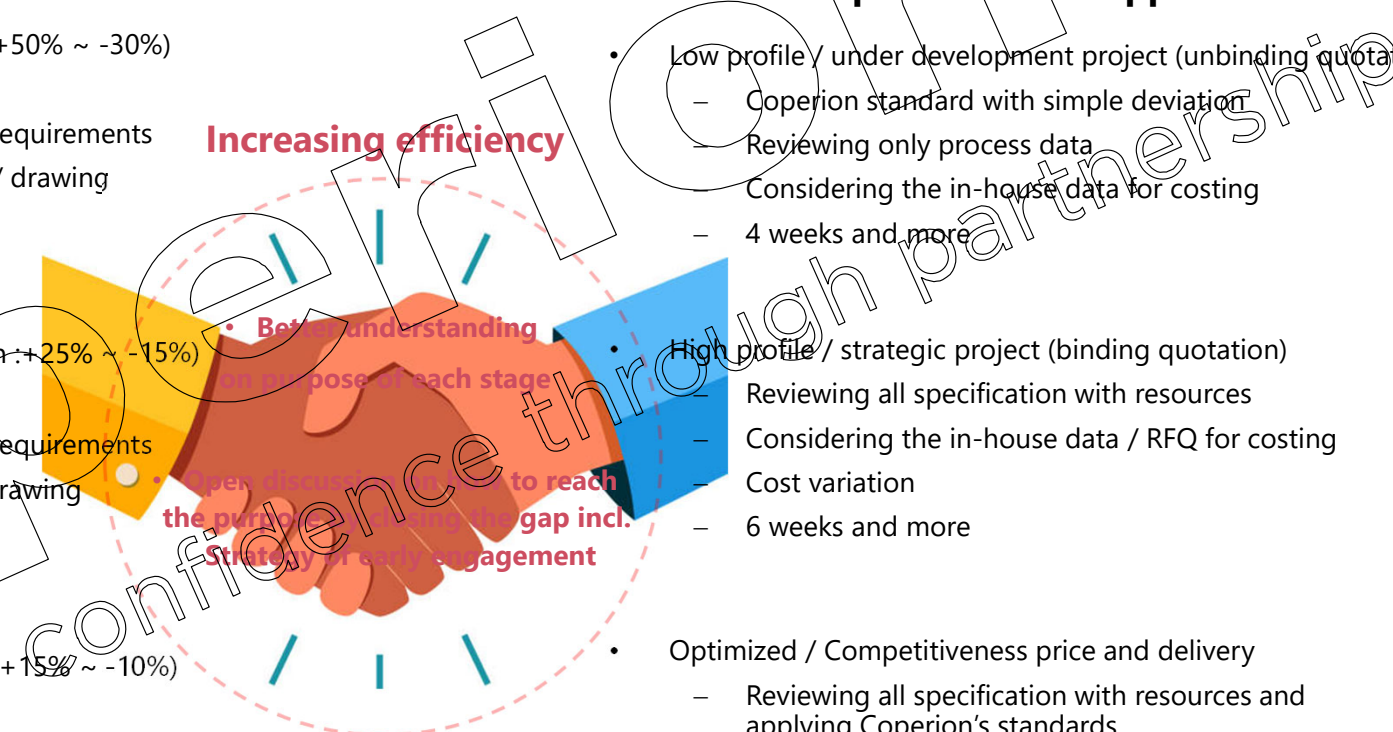 +50% ~ -30%)
equirements
/ drawing
:+25% ~ -15%)
equirements
rawing
+15% ~ -10%)
Increasing efficiency
• Better understanding
on purpose of each stage
• Open discussion on how to reach
the purpose by closing the gap incl.
Strategy of early engagement
• Low profile / under development project (unbinding quotat
– Coperion standard with simple deviation
– Reviewing only process data
– Considering the in-house data for costing
– 4 weeks and more
• High profile / strategic project (binding quotation)
– Reviewing all specification with resources
– Considering the in-house data / RFQ for costing
– Cost variation
– 6 weeks and more
• Optimized / Competitiveness price and delivery
– Reviewing all specification with resources and
applying Coperion's standards
perion
confidence through partnership